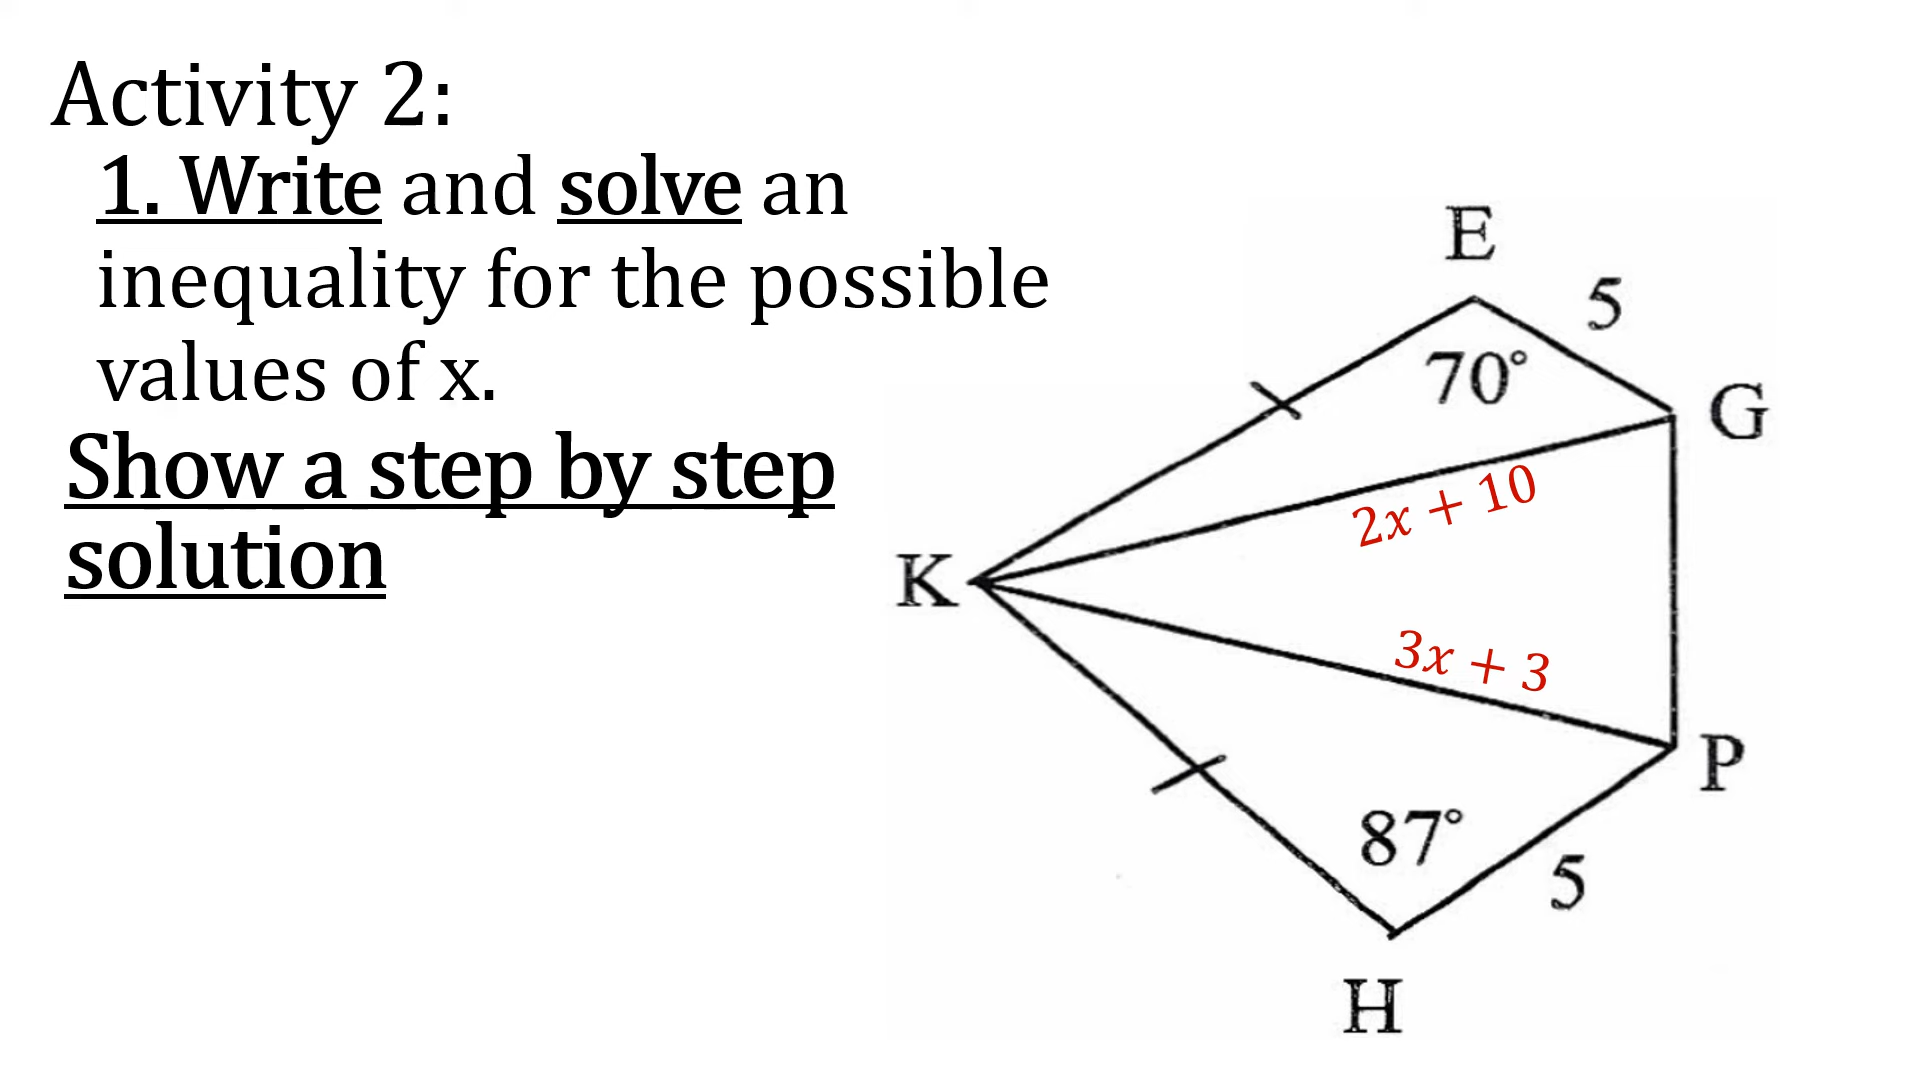 Activity 2:
1. Write and solve an
inequality for the possible
values of x.
Show a step by step
solution
E
5
70°
G
2x + 10
K
3x + 3
P
87°
5
H